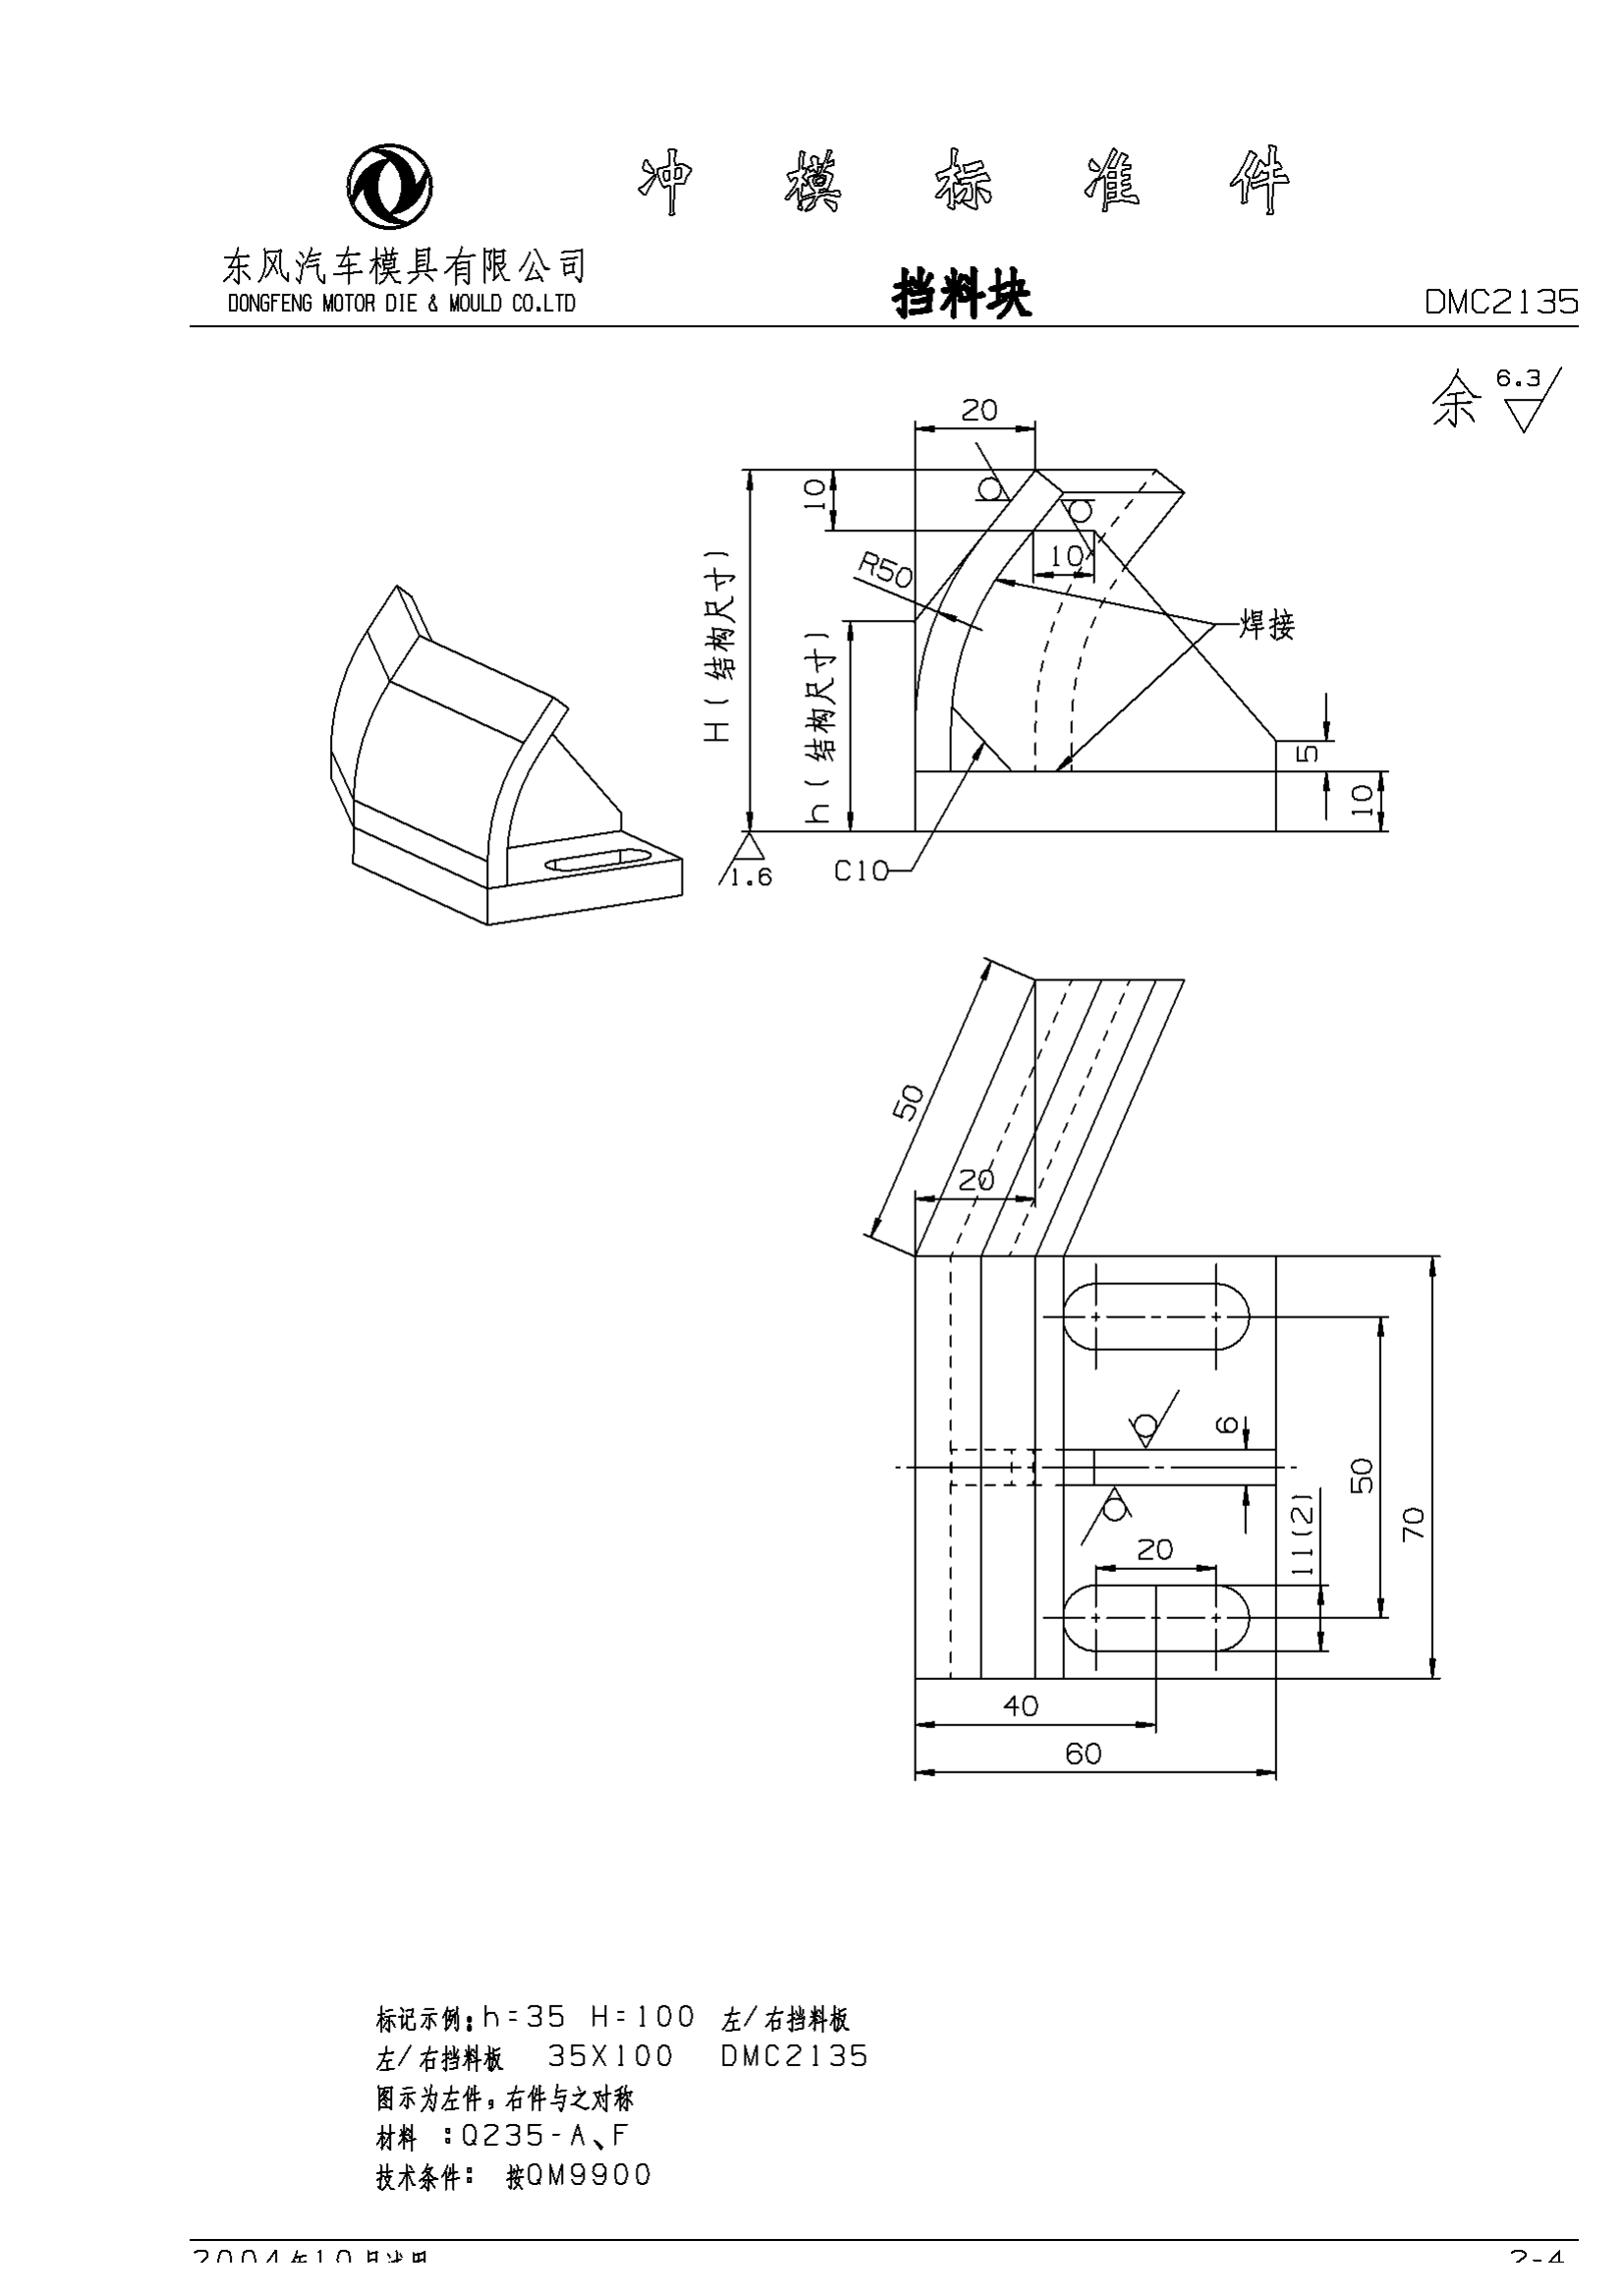 冲模标准件
东风汽车模具有限公司
DONGFENG MOTOR DIE & MOULD CO.LTD
挡料块
DMC2135
余 6.3
20
10
10
R50
H(结构尺寸)
h(结构尺寸)
焊接
5
10
1.6
C10
50
20
6
50
11(2)
70
20
40
60
标记示例:h=35 H=100 左/右挡料板
左/右挡料板 35X100 DMC2135
图示为左件,右件与之对称
材料 :Q235-A、F
技术条件: 按QM9900